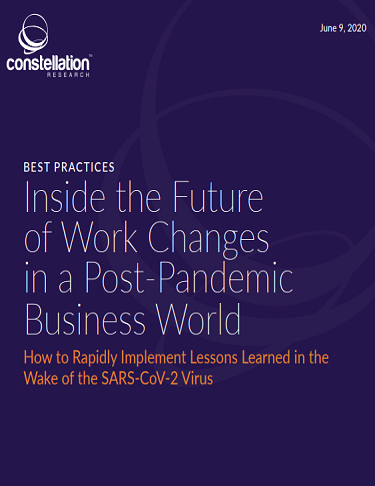 June 9, 2020
constellation™
RESEARCH
BEST PRACTICES
Inside the Future
of Work Changes
in a Post-Pandemic
Business World
How to Rapidly Implement Lessons Learned in the
Wake of the SARS-CoV-2 Virus